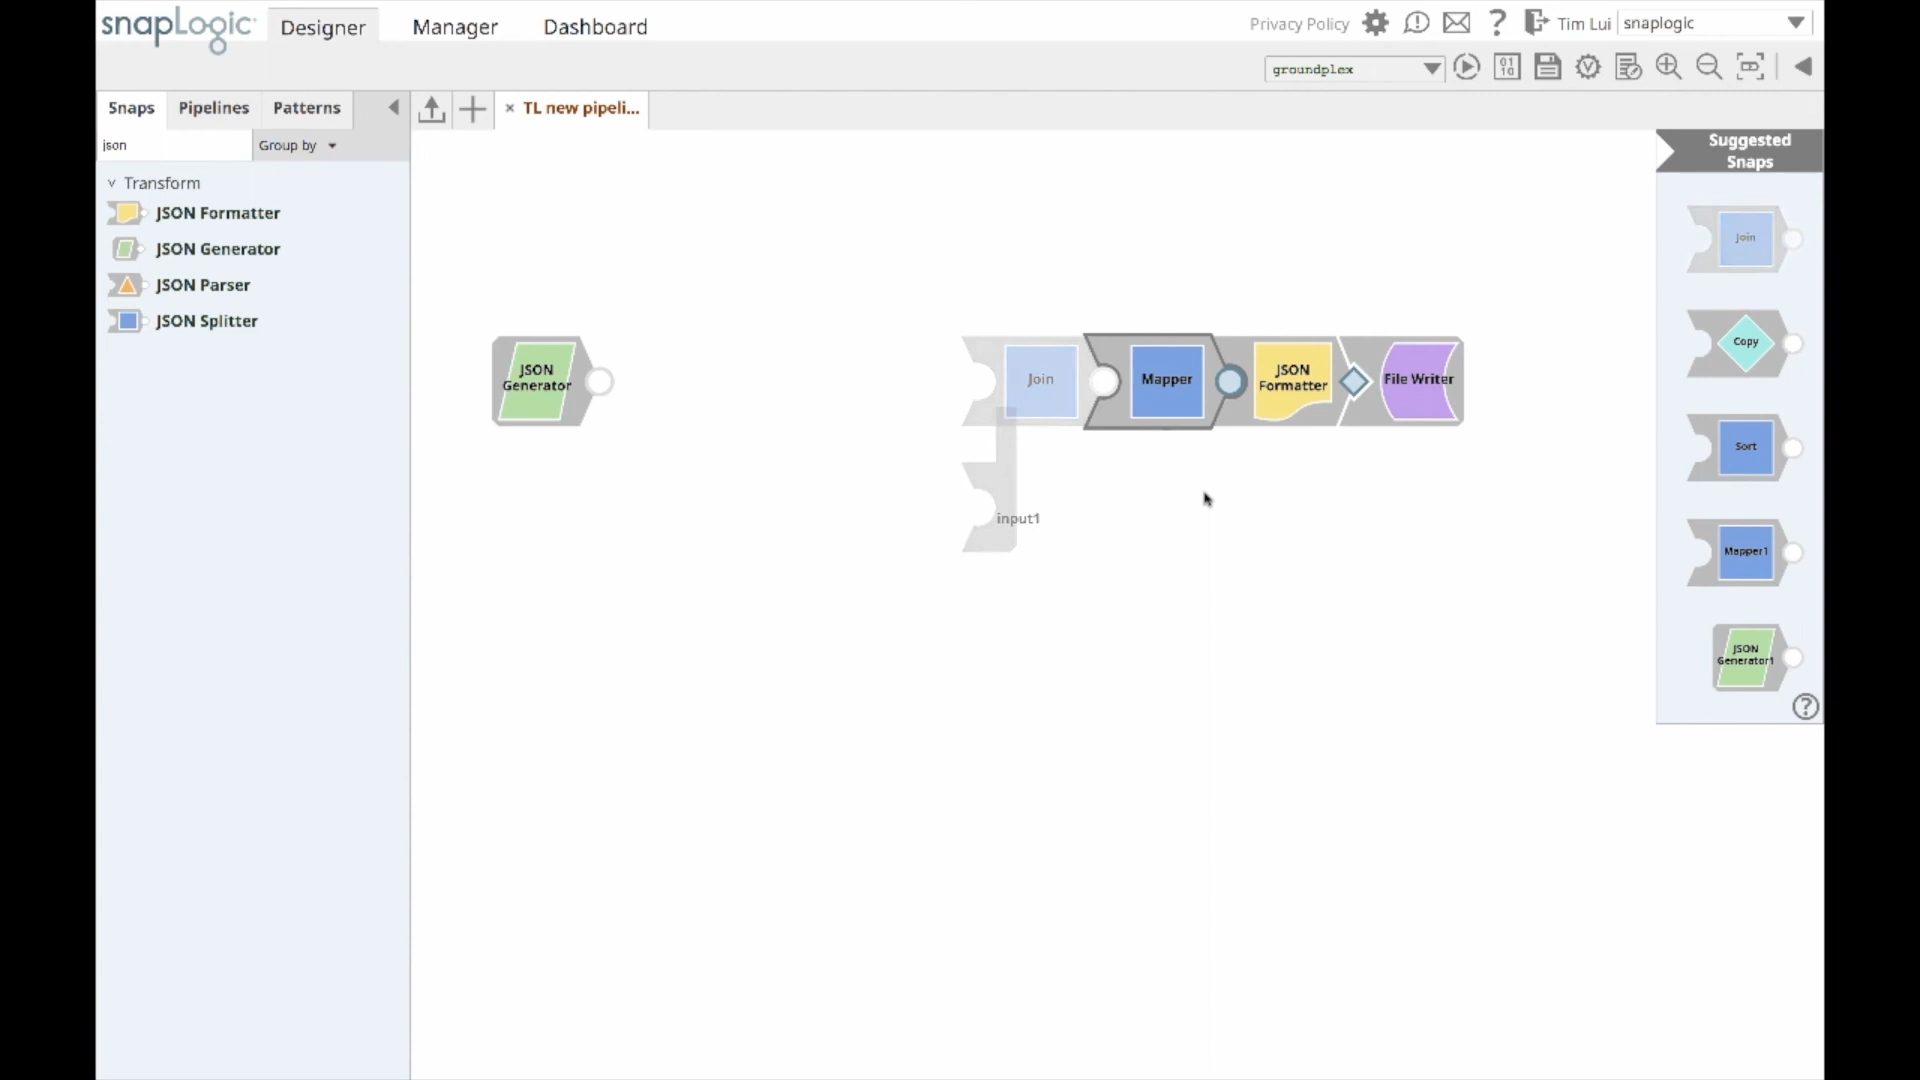 snapLogic Designer Manager Dashboard Privacy Policy Tim Lui snaplogic
groundplex
Snaps Pipelines Patterns × TL new pipeli...
json Group by
Transform
JSON Formatter
JSON Generator
JSON Parser
JSON Splitter
JSON
Generator
Join
Mapper
JSON
Formatter
File Writer
input1
Suggested
Snaps
Join
Copy
Sort
Mapper1
JSON
Generator1